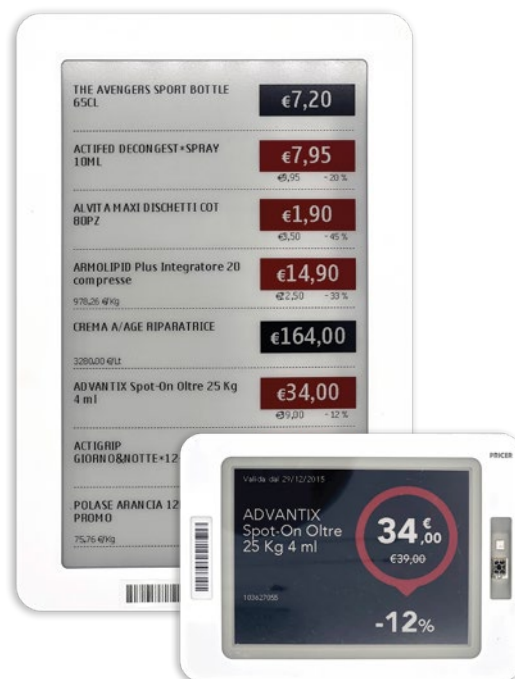 THE AVENGERS SPORT BOTTLE
65CL
€7,20
ACTIFED DECONGEST*SPRAY
10ML
€7,95
€9,95 -20%
ALVITA MAXI DISCHETTI COT
80PZ
€1,90
€3,50 -45%
ARMOLIPID Plus Integratore 20
compresse
€14,90
978,26 €/Kg
€22,50 -33%
CREMA A/AGE RIPARATRICE
€164,00
3280,00 €/Lt
ADVANTIX Spot-On Oltre 25 Kg
4 ml
€34,00
€39,00 -12%
ACTIGRIP
GIORNO&NOTTE*12
POLASE ARANCIA 12
PROMO
75,76 €/Kg
PRICER
Valida dal 29/12/2015
ADVANTIX
Spot-On Oltre
25 Kg 4 ml
34€,00
€39,00
103627055
-12%